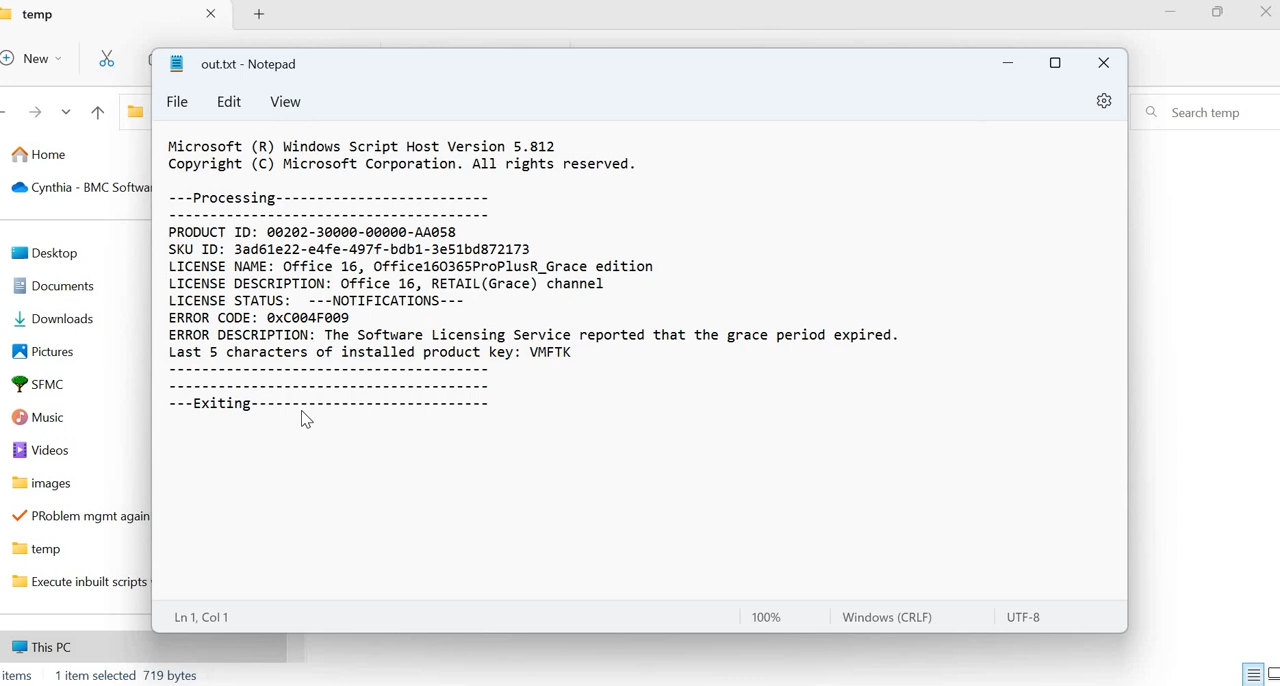 temp
New
out.txt - Notepad
File Edit View
Search temp
Home
Cynthia - BMC Softwa
Desktop
Documents
Downloads
Pictures
SFMC
Music
Videos
images
PRoblem mgmt again
temp
Execute inbuilt scripts
This PC
items 1 item selected 719 bytes
Microsoft (R) Windows Script Host Version 5.812
Copyright (C) Microsoft Corporation. All rights reserved.
---Processing--------------------------
---------------------------------------
PRODUCT ID: 00202-30000-00000-AA058
SKU ID: 3ad61e22-e4fe-497f-bdb1-3e51bd872173
LICENSE NAME: Office 16, Office16O365ProPlusR_Grace edition
LICENSE DESCRIPTION: Office 16, RETAIL(Grace) channel
LICENSE STATUS:  ---NOTIFICATIONS---
ERROR CODE: 0xC004F009
ERROR DESCRIPTION: The Software Licensing Service reported that the grace period expired.
Last 5 characters of installed product key: VMFTK
---------------------------------------
---------------------------------------
---Exiting-----------------------------
Ln 1, Col 1 100% Windows (CRLF) UTF-8